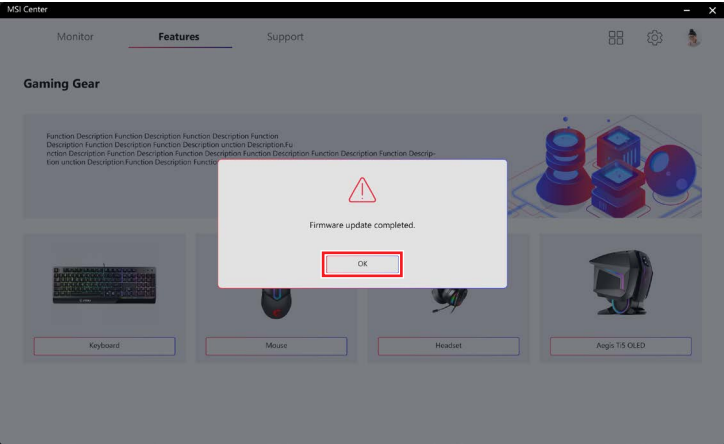 MSI Center
Monitor Features Support
Gaming Gear
Function Description Function Description Function Description Function
Description Function Description Function Description unction Description.Fu
nction Description Function Description Function Description Function Description Function Description Function Descrip-
tion unction Description.Function Description Functio
Firmware update completed.
OK
Keyboard
Mouse
Headset
Aegis Ti5 OLED